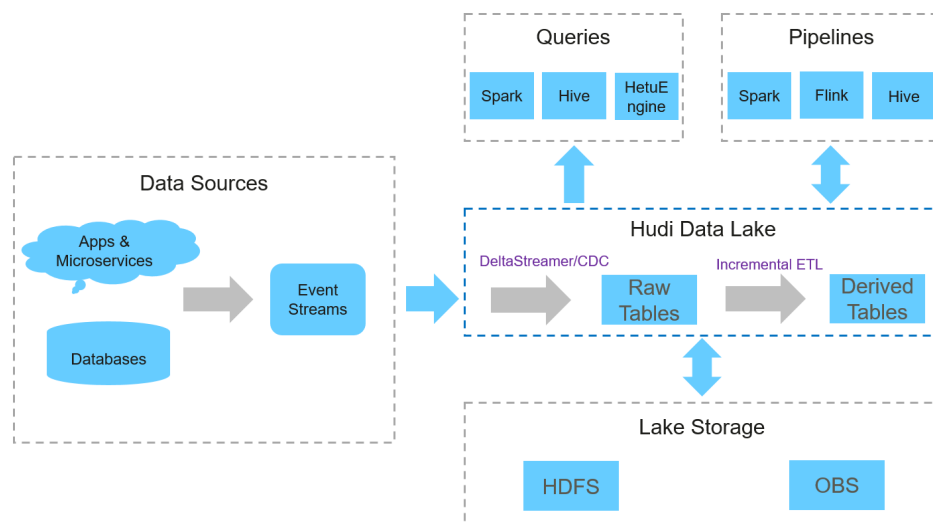 Queries
Spark
Hive
HetuE
ngine
Pipelines
Spark
Flink
Hive
Data Sources
Apps &
Microservices
Databases
Event
Streams
Hudi Data Lake
DeltaStreamer/CDC
Raw
Tables
Incremental ETL
Derived
Tables
Lake Storage
HDFS
OBS